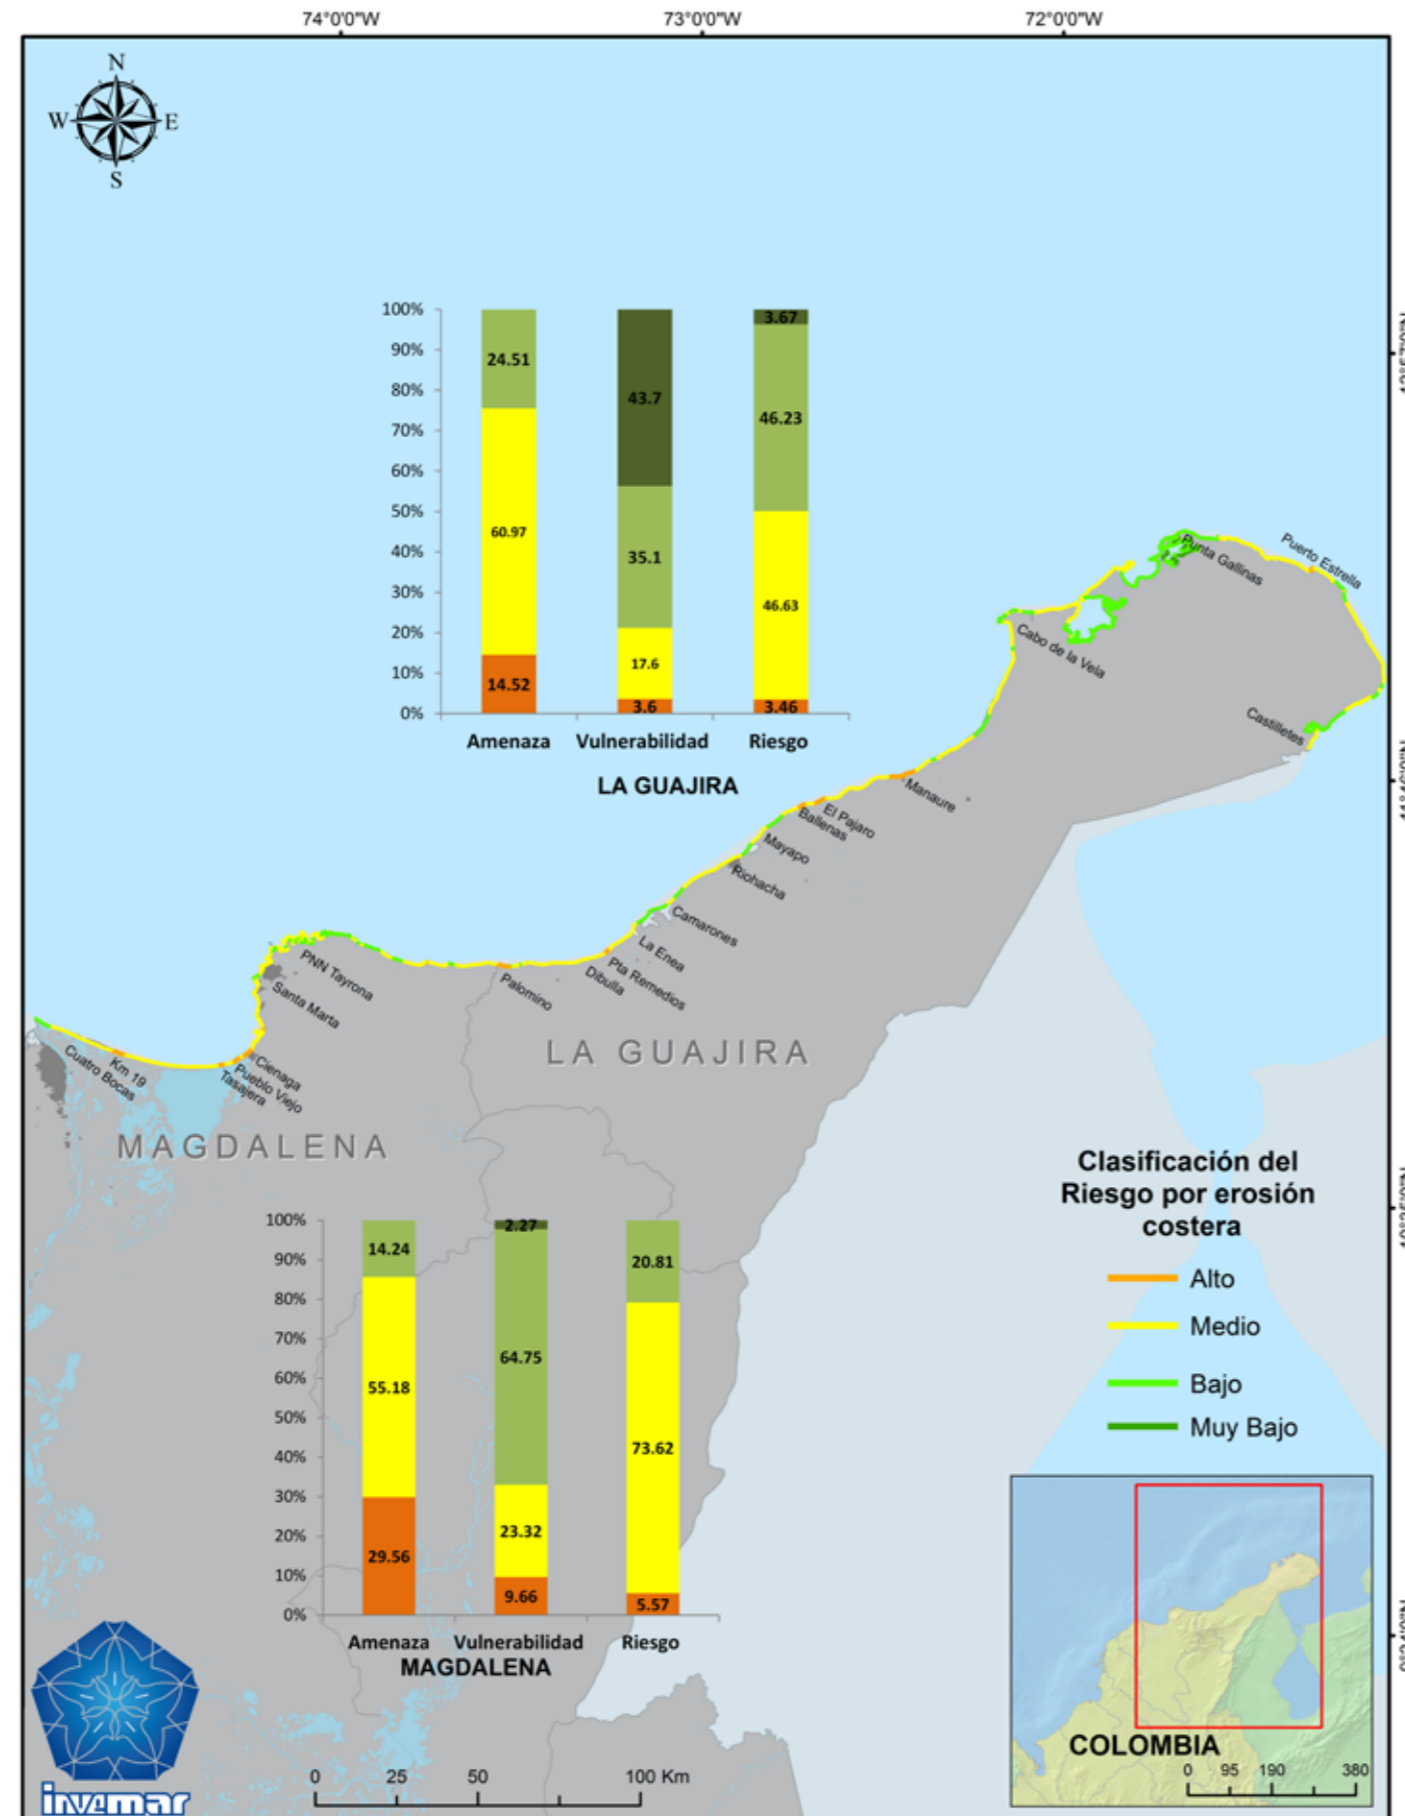 74°0'0"W
73°0'0"W
72°0'0"W
N
W
E
S
100%
90%
80%
70%
60%
50%
40%
30%
20%
10%
0%
24.51
60.97
14.52
43.7
35.1
17.6
3.6
3.67
46.23
46.63
3.46
Amenaza Vulnerabilidad Riesgo
LA GUAJIRA
Punta Gallinas
Puerto Estrella
Cabo de la Vela
Castilletes
Manaure
El Pajaro
Ballenas
Mayapo
Riohacha
Camarones
La Enea
Pta Remedios
Dibulla
Palomino
PNN Tayrona
Santa Marta
Cienaga
Pueblo Viejo
Tasajera
Km 19
Cuatro Bocas
LA GUAJIRA
MAGDALENA
Clasificación del
Riesgo por erosión
costera
Alto
Medio
Bajo
Muy Bajo
100%
90%
80%
70%
60%
50%
40%
30%
20%
10%
0%
14.24
55.18
29.56
2.27
64.75
23.32
9.66
20.81
73.62
5.57
Amenaza Vulnerabilidad Riesgo
MAGDALENA
invemar
0 25 50 100 Km
COLOMBIA
0 95 190 380